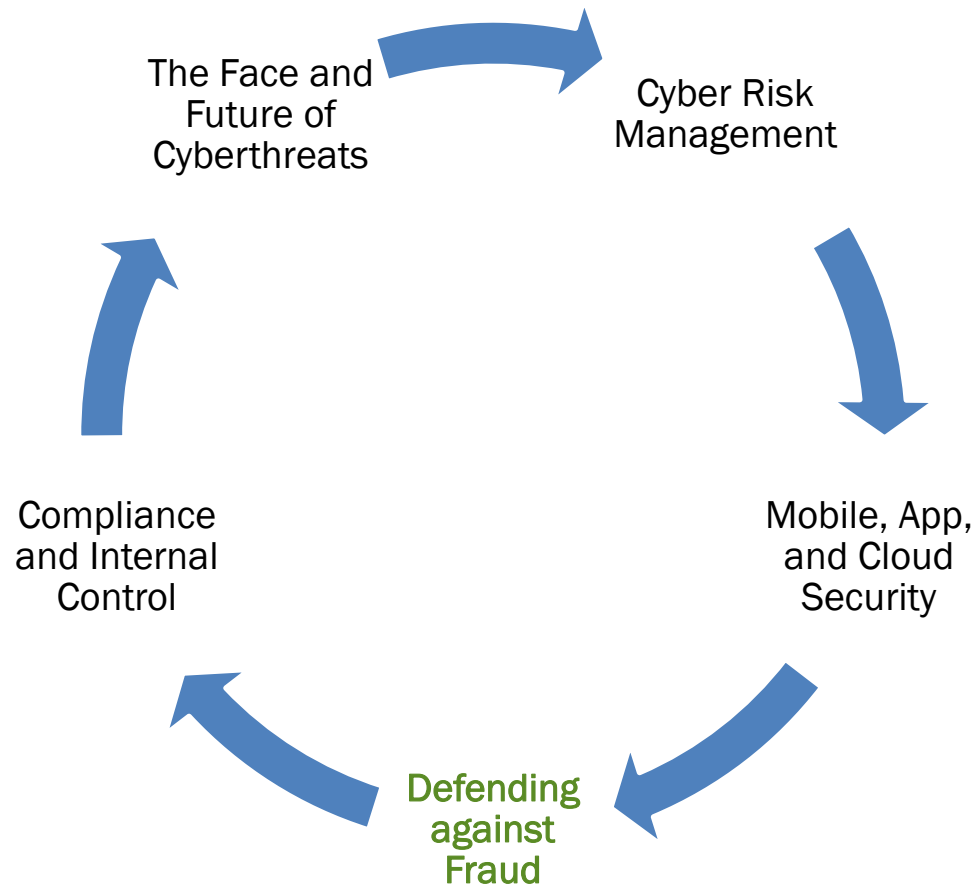 The Face and
Future of
Cyberthreats
Cyber Risk
Management
Mobile, App,
and Cloud
Security
Defending
against
Fraud
Compliance
and Internal
Control